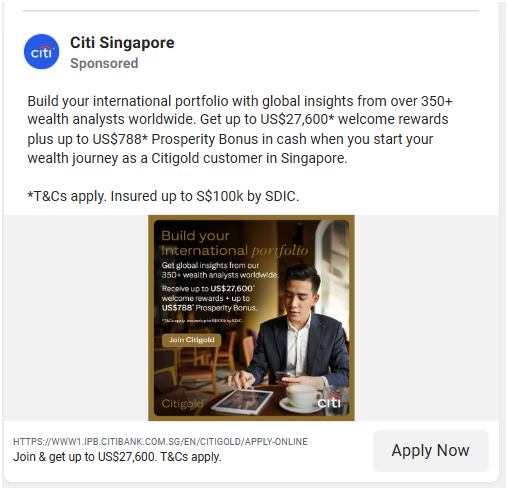 citi
Citi Singapore
Sponsored
Build your international portfolio with global insights from over 350+
wealth analysts worldwide. Get up to US$27,600* welcome rewards
plus up to US$788* Prosperity Bonus in cash when you start your
wealth journey as a Citigold customer in Singapore.
*T&Cs apply. Insured up to S$100k by SDIC.
Build your
international portfolio
Get global insights from our
350+ wealth analysts worldwide.
Receive up to US$27,600*
welcome rewards + up to
US$788* Prosperity Bonus.
*T&Cs apply. Insured up to S$100k by SDIC.
Join Citigold
Citigold
citi
HTTPS://WWW1.IPB.CITIBANK.COM.SG/EN/CITIGOLD/APPLY-ONLINE
Join & get up to US$27,600. T&Cs apply.
Apply Now